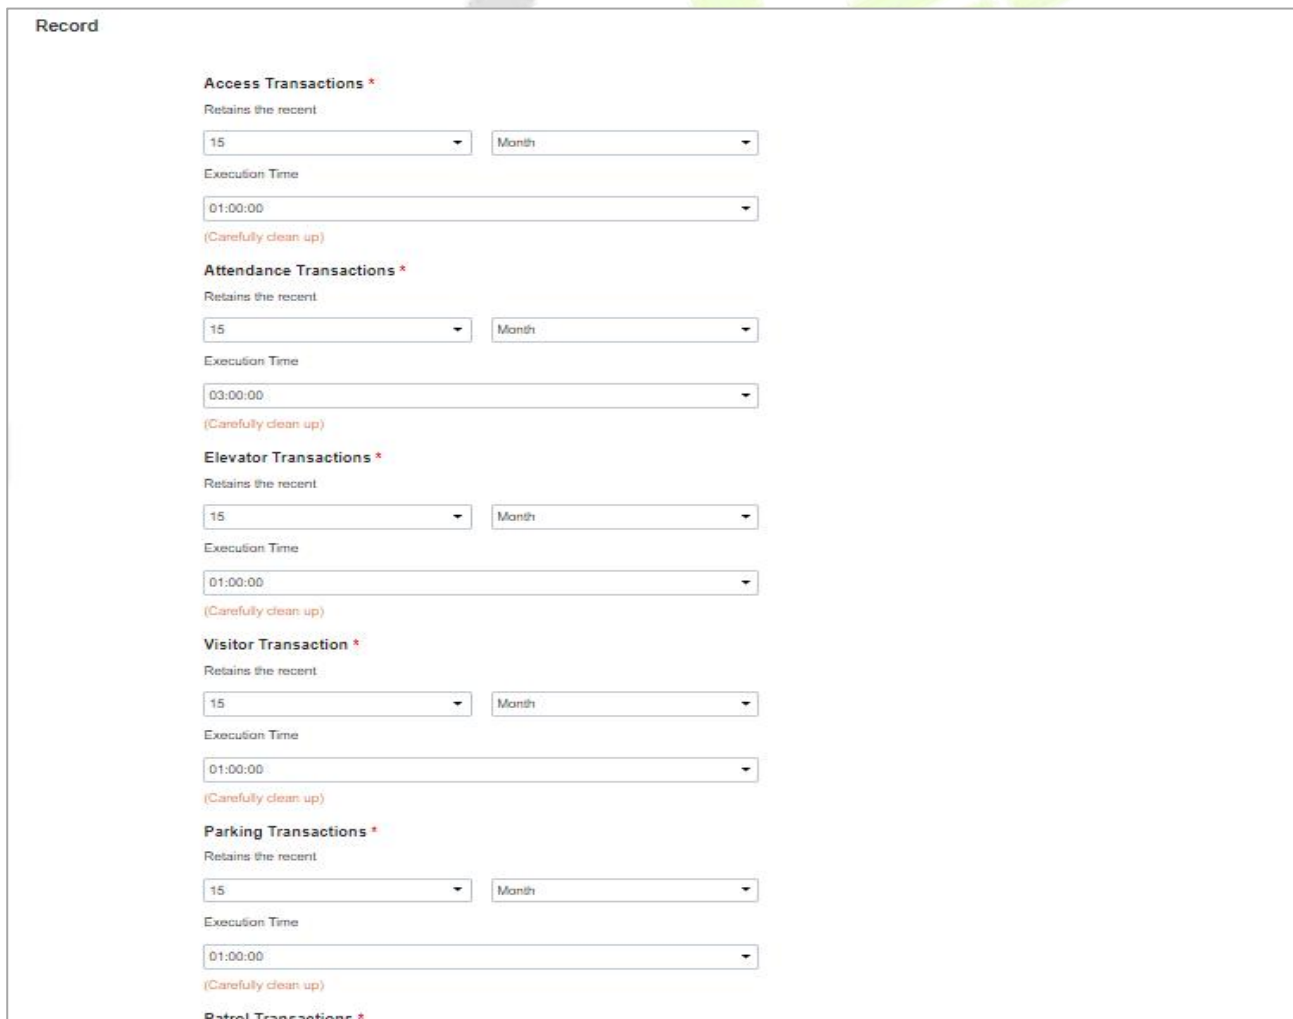 Record
Access Transactions *
Retains the recent
15 Month
Execution Time
01:00:00
(Carefully clean up)
Attendance Transactions *
Retains the recent
15 Month
Execution Time
03:00:00
(Carefully clean up)
Elevator Transactions *
Retains the recent
15 Month
Execution Time
01:00:00
(Carefully clean up)
Visitor Transaction *
Retains the recent
15 Month
Execution Time
01:00:00
(Carefully clean up)
Parking Transactions *
Retains the recent
15 Month
Execution Time
01:00:00
(Carefully clean up)
Patrol Transactions *